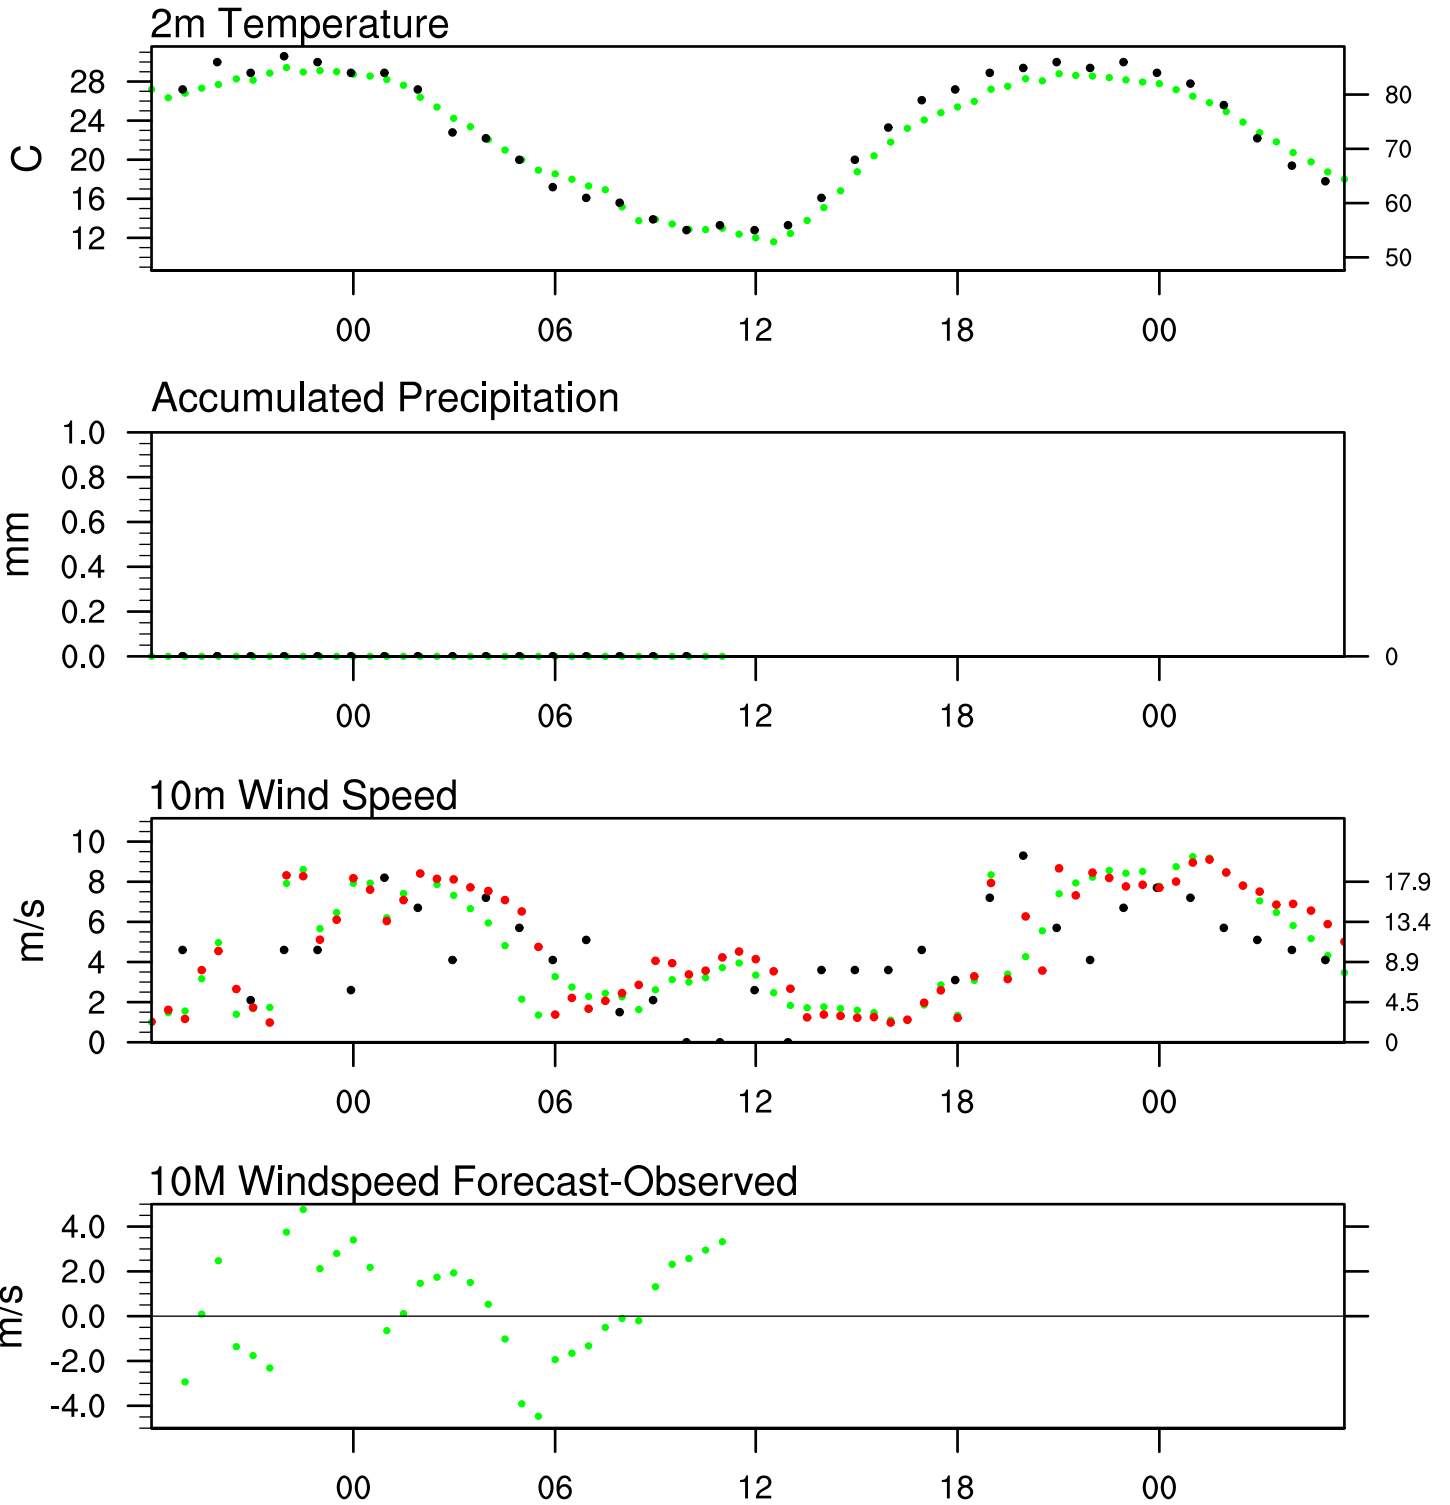 2m Temperature
C
28
24
20
16
12
80
70
60
50
00 06 12 18 00
Accumulated Precipitation
mm
1.0
0.8
0.6
0.4
0.2
0.0
0
00 06 12 18 00
10m Wind Speed
m/s
10
8
6
4
2
0
17.9
13.4
8.9
4.5
0
00 06 12 18 00
10M Windspeed Forecast-Observed
m/s
4.0
2.0
0.0
-2.0
-4.0
00 06 12 18 00